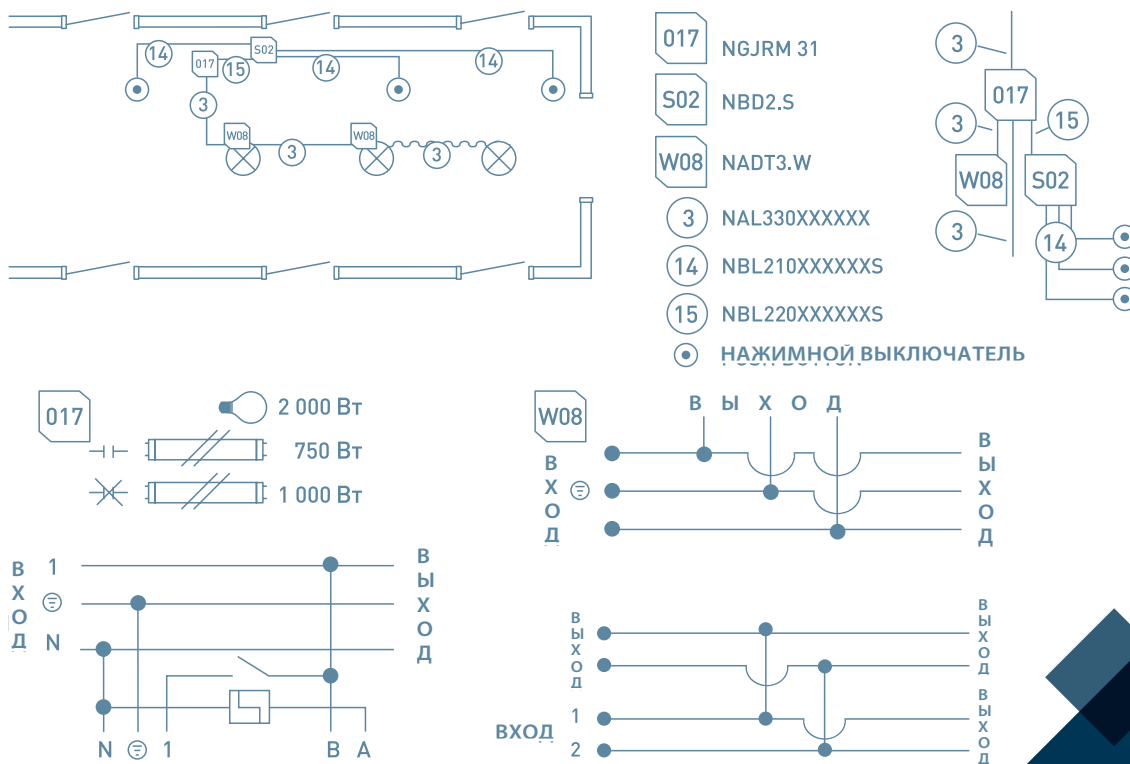 14
S02
017
15
14
14
3
W08
W08
3
3
017 NGJRM 31
S02 NBD2.S
W08 NADT3.W
3 NAL330XXXXXX
14 NBL210XXXXXXS
15 NBL220XXXXXXS
НАЖИМНОЙ ВЫКЛЮЧАТЕЛЬ
3
017
3
15
W08
S02
3
14
017
2 000 Вт
750 Вт
1 000 Вт
W08
ВЫХОД
ВХОД
ВЫХОД
ВХОД
1
N
ВЫХОД
N
1
B
A
ВЫХОД
ВЫХОД
ВХОД
1
2
ВЫХОД